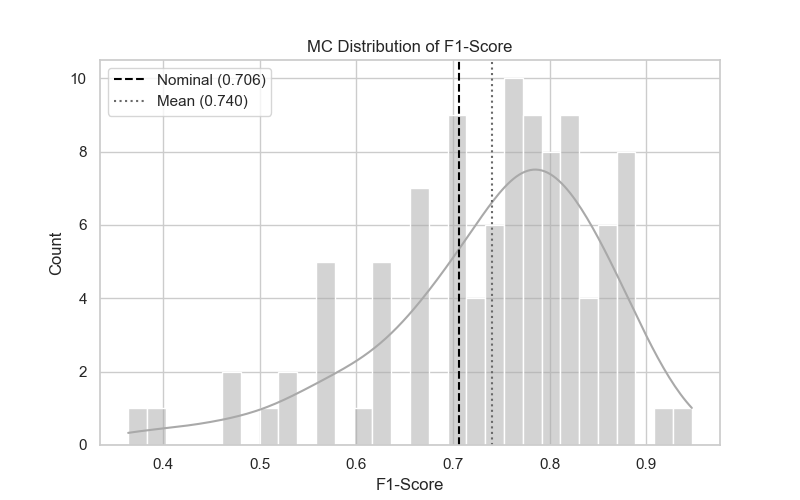 MC Distribution of F1-Score
Nominal (0.706)
Mean (0.740)
10
8
6
4
2
0
Count
0.4 0.5 0.6 0.7 0.8 0.9
F1-Score